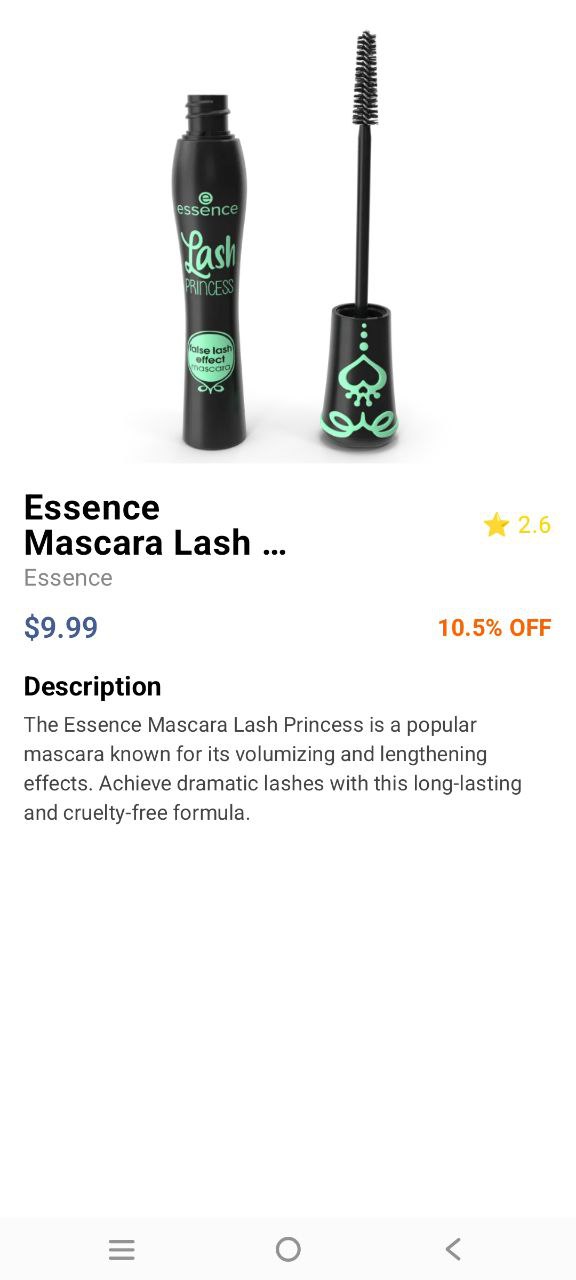 essence
Lash
PRINCESS
false lash
effect
mascara
Essence
Mascara Lash ...
2.6
Essence
$9.99
10.5% OFF
Description
The Essence Mascara Lash Princess is a popular
mascara known for its volumizing and lengthening
effects. Achieve dramatic lashes with this long-lasting
and cruelty-free formula.